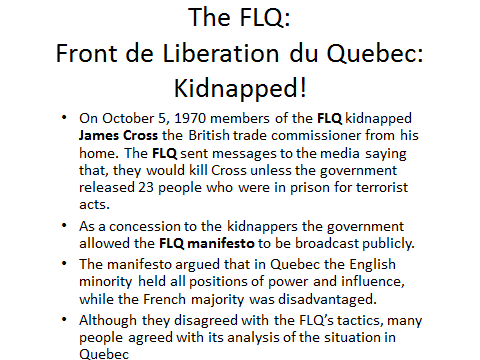 The FLQ:
Front de Liberation du Quebec:
Kidnapped!
• On October 5, 1970 members of the FLQ kidnapped
James Cross the British trade commissioner from his
home. The FLQ sent messages to the media saying
that, they would kill Cross unless the government
released 23 people who were in prison for terrorist
acts.
• As a concession to the kidnappers the government
allowed the FLQ manifesto to be broadcast publicly.
• The manifesto argued that in Quebec the English
minority held all positions of power and influence,
while the French majority was disadvantaged.
• Although they disagreed with the FLQ's tactics, many
people agreed with its analysis of the situation in
Quebec